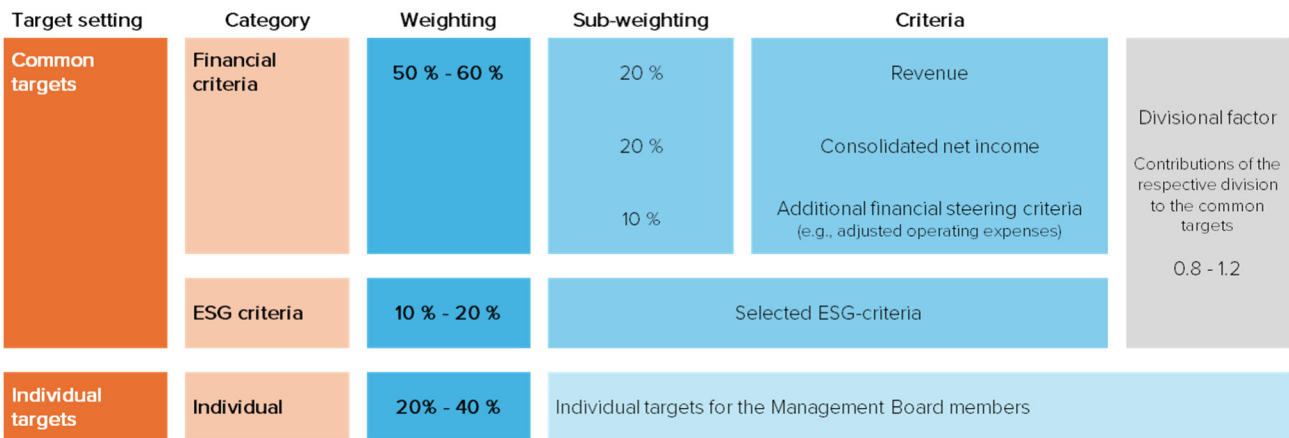 Target setting
Category
Weighting
Sub-weighting
Criteria
Common
targets
Financial
criteria
50 % - 60 %
20 %
Revenue
20 %
Consolidated net income
10 %
Additional financial steering criteria
(e.g., adjusted operating expenses)
Divisional factor
Contributions of the
respective division
to the common
targets
0.8 - 1.2
ESG criteria
10 % - 20 %
Selected ESG-criteria
Individual
targets
Individual
20% - 40 %
Individual targets for the Management Board members